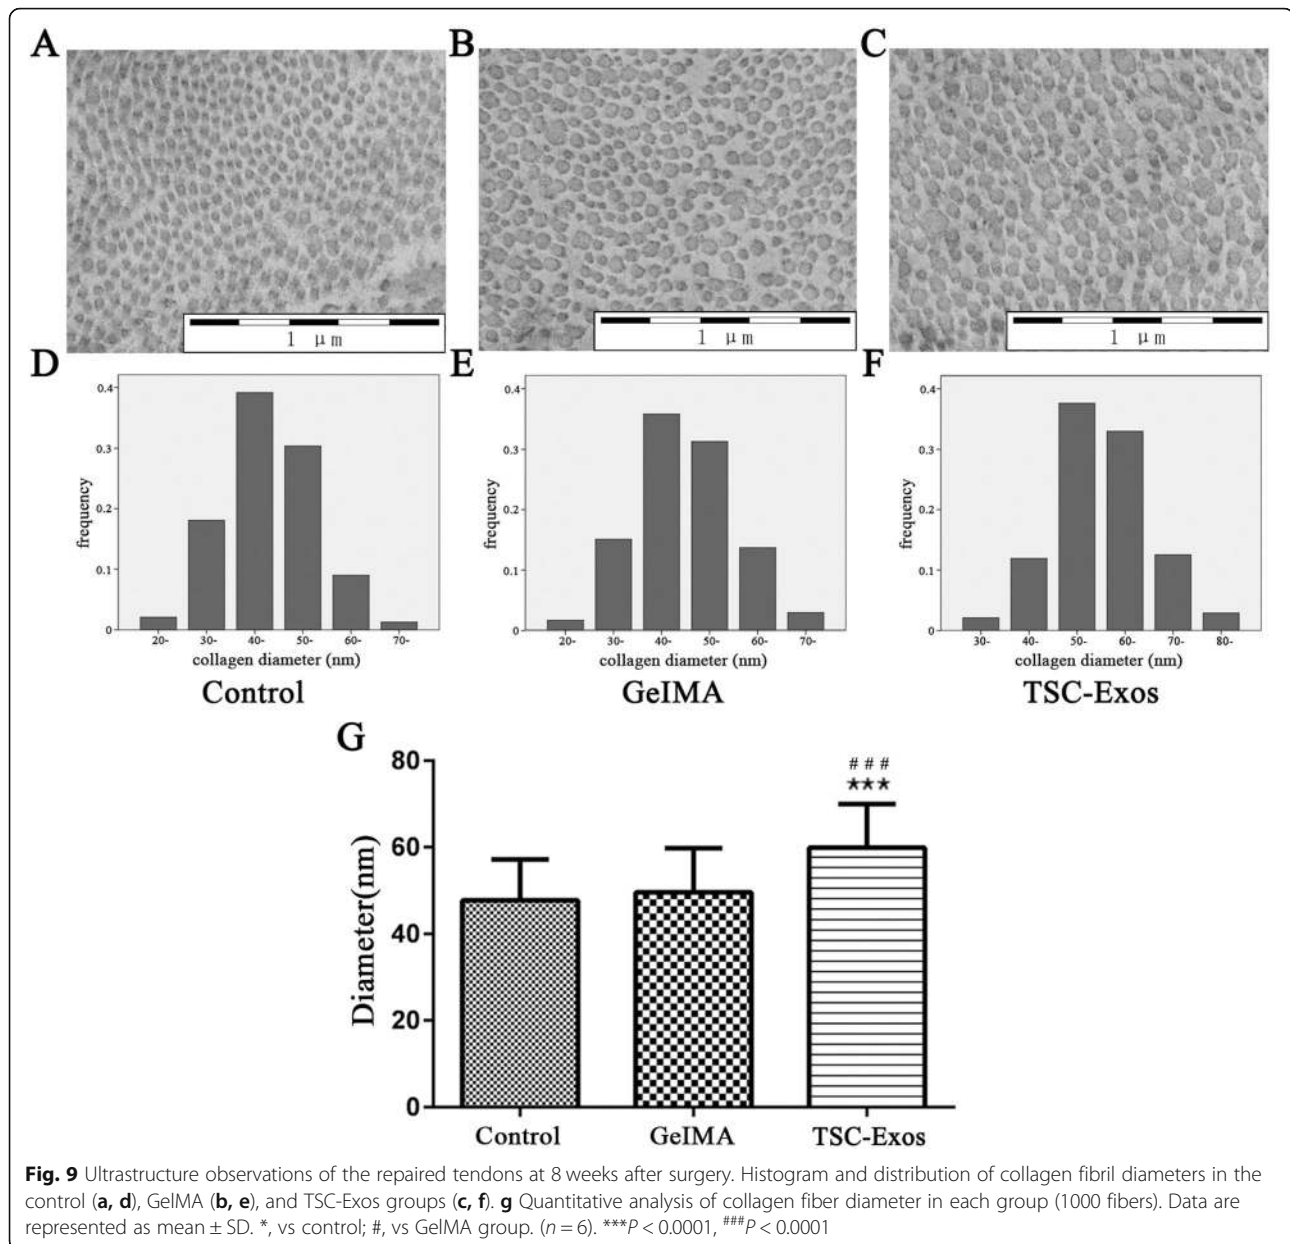 A
B
C
1 μm
1 μm
1 μm
D
E
F
0.4
0.3
0.2
0.1
0
frequency
20- 30- 40- 50- 60- 70-
collagen diameter (nm)
Control
0.4
0.3
0.2
0.1
0
frequency
20- 30- 40- 50- 60- 70-
collagen diameter (nm)
GeIMA
0.4
0.3
0.2
0.1
0
frequency
30- 40- 50- 60- 70- 80-
collagen diameter (nm)
TSC-Exos
G
80
60
40
20
0
Diameter(nm)
# # #
***
Control GeIMA TSC-Exos
Fig. 9 Ultrastructure observations of the repaired tendons at 8 weeks after surgery. Histogram and distribution of collagen fibril diameters in the
control (a, d), GelMA (b, e), and TSC-Exos groups (c, f). g Quantitative analysis of collagen fiber diameter in each group (1000 fibers). Data are
represented as mean ± SD. *, vs control; #, vs GelMA group. (n = 6). ***P < 0.0001, ###P < 0.0001